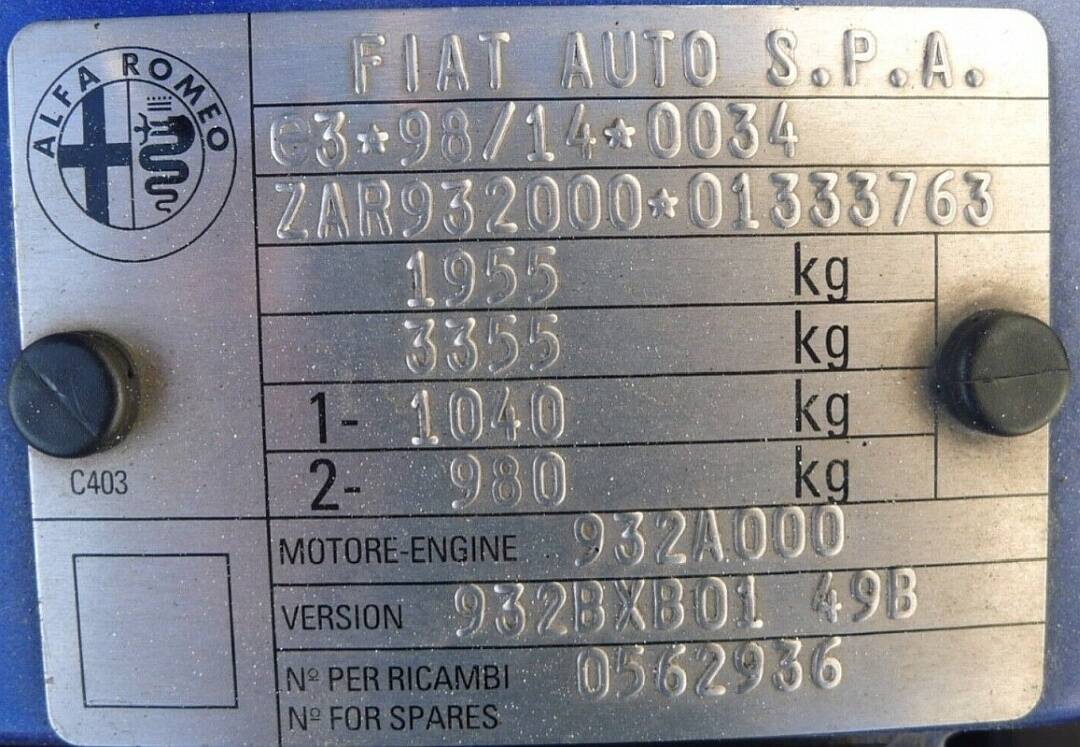 ALFA ROMEO
FIAT AUTO S.P.A.
e3*98/14*0034
ZAR932000*01333763
1955 kg
3355 kg
1- 1040 kg
2- 980 kg
C403
MOTORE-ENGINE 932A000
VERSION 932BXB01 49B
Nº PER RICAMBI 0562936
Nº FOR SPARES